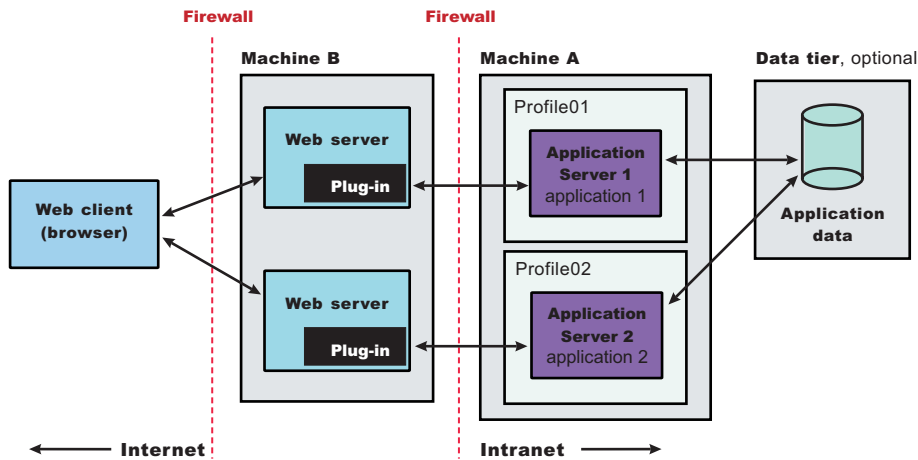 Firewall
Firewall
Machine B
Machine A
Data tier, optional
Web server
Plug-in
Profile01
Application
Server 1
application 1
Web client
(browser)
Application
data
Web server
Plug-in
Profile02
Application
Server 2
application 2
Internet
Intranet